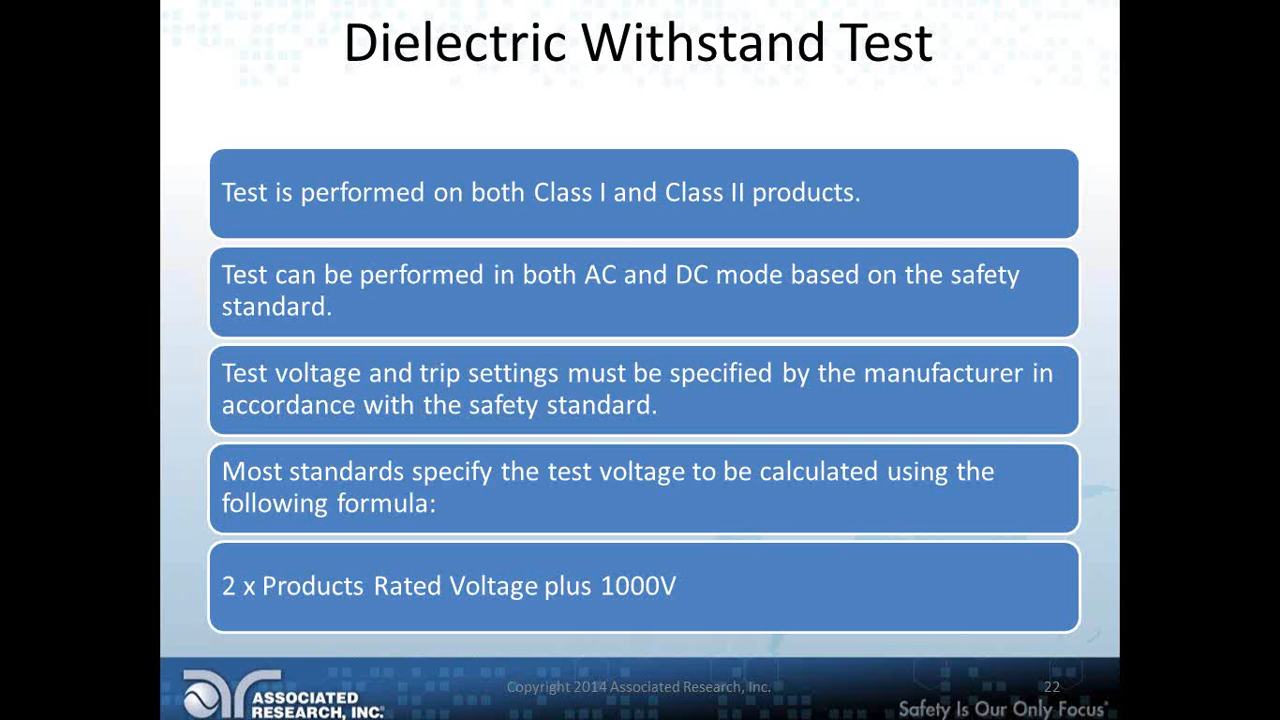 Dielectric Withstand Test
Test is performed on both Class I and Class II products.
Test can be performed in both AC and DC mode based on the safety
standard.
Test voltage and trip settings must be specified by the manufacturer in
accordance with the safety standard.
Most standards specify the test voltage to be calculated using the
following formula:
2 x Products Rated Voltage plus 1000V
ASSOCIATED
RESEARCH, INC.
Copyright 2014 Associated Research, Inc.
22
Safety Is Our Only Focus®